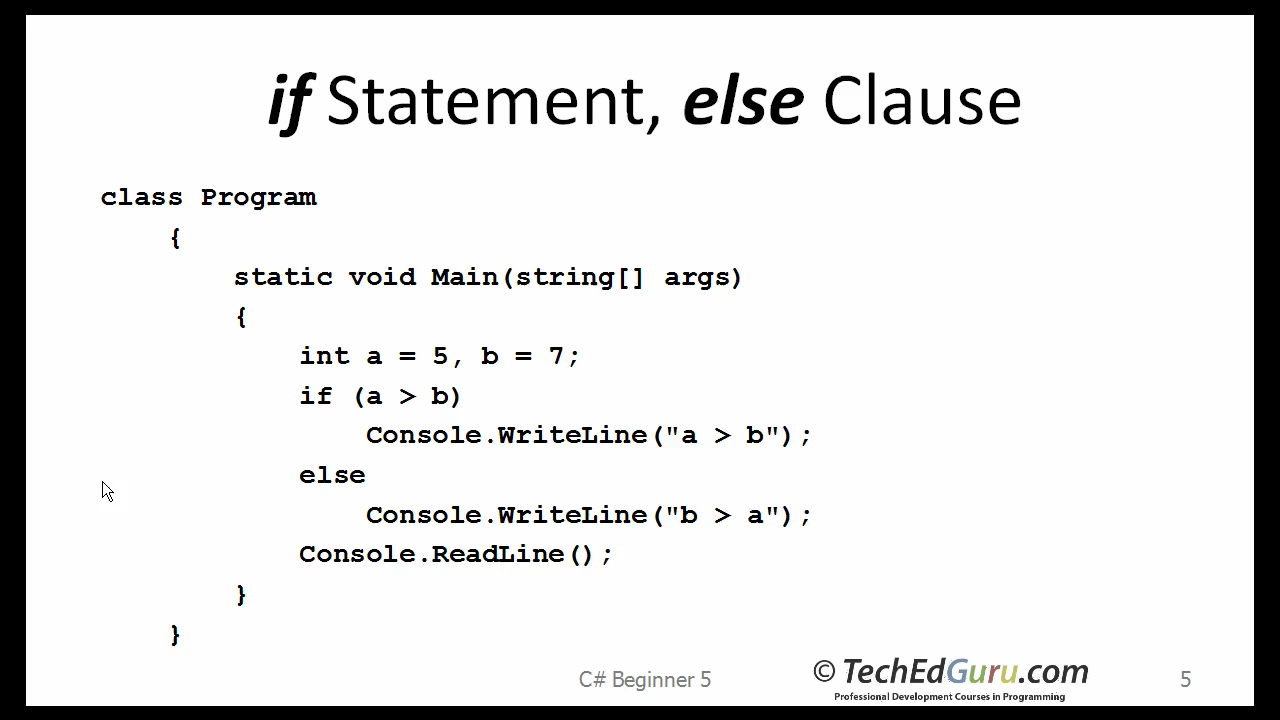 if Statement, else Clause
class Program
{
static void Main(string[] args)
{
int a = 5, b = 7;
if (a > b)
Console.WriteLine("a > b");
else
Console.WriteLine("b > a");
Console.ReadLine();
}
}
C# Beginner 5
© TechEdGuru.com
Professional Development Courses in Programming
5